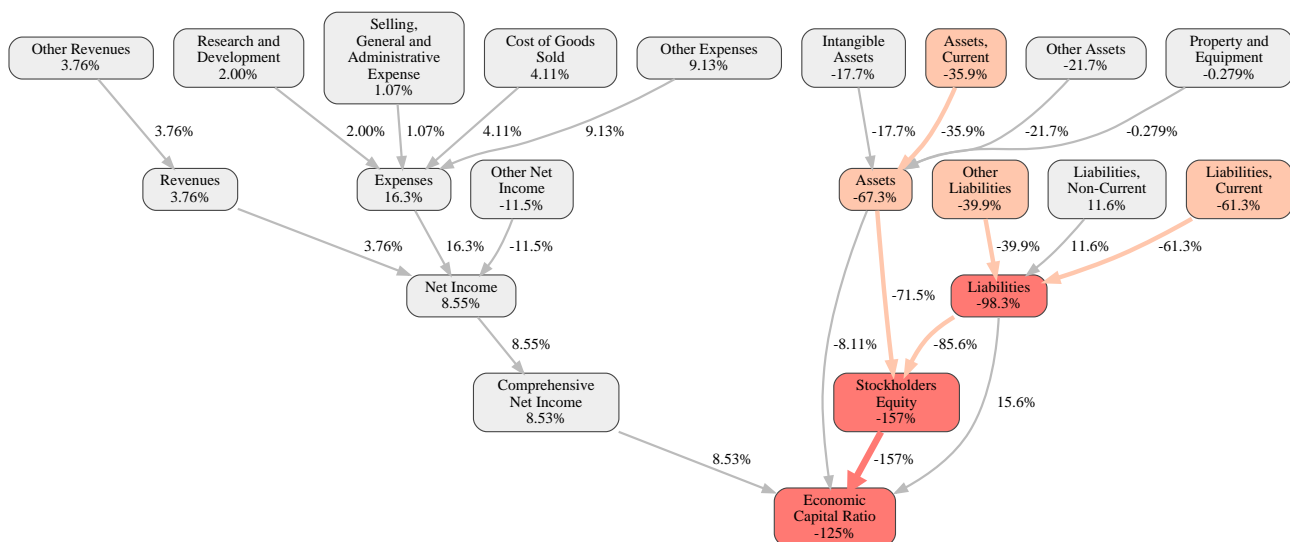 Other Revenues
3.76%
Research and
Development
2.00%
Selling,
General and
Administrative
Expense
1.07%
Cost of Goods
Sold
4.11%
Other Expenses
9.13%
Intangible
Assets
-17.7%
Assets,
Current
-35.9%
Other Assets
-21.7%
Property and
Equipment
-0.279%
3.76%
2.00%
1.07%
4.11%
9.13%
-17.7%
-35.9%
-21.7%
-0.279%
Revenues
3.76%
Expenses
16.3%
Other Net
Income
-11.5%
Assets
-67.3%
Other
Liabilities
-39.9%
Liabilities,
Non-Current
11.6%
Liabilities,
Current
-61.3%
3.76%
16.3%
-11.5%
-39.9%
11.6%
-61.3%
Net Income
8.55%
-71.5%
Liabilities
-98.3%
8.55%
-8.11%
-85.6%
Comprehensive
Net Income
8.53%
Stockholders
Equity
-157%
15.6%
8.53%
-157%
Economic
Capital Ratio
-125%